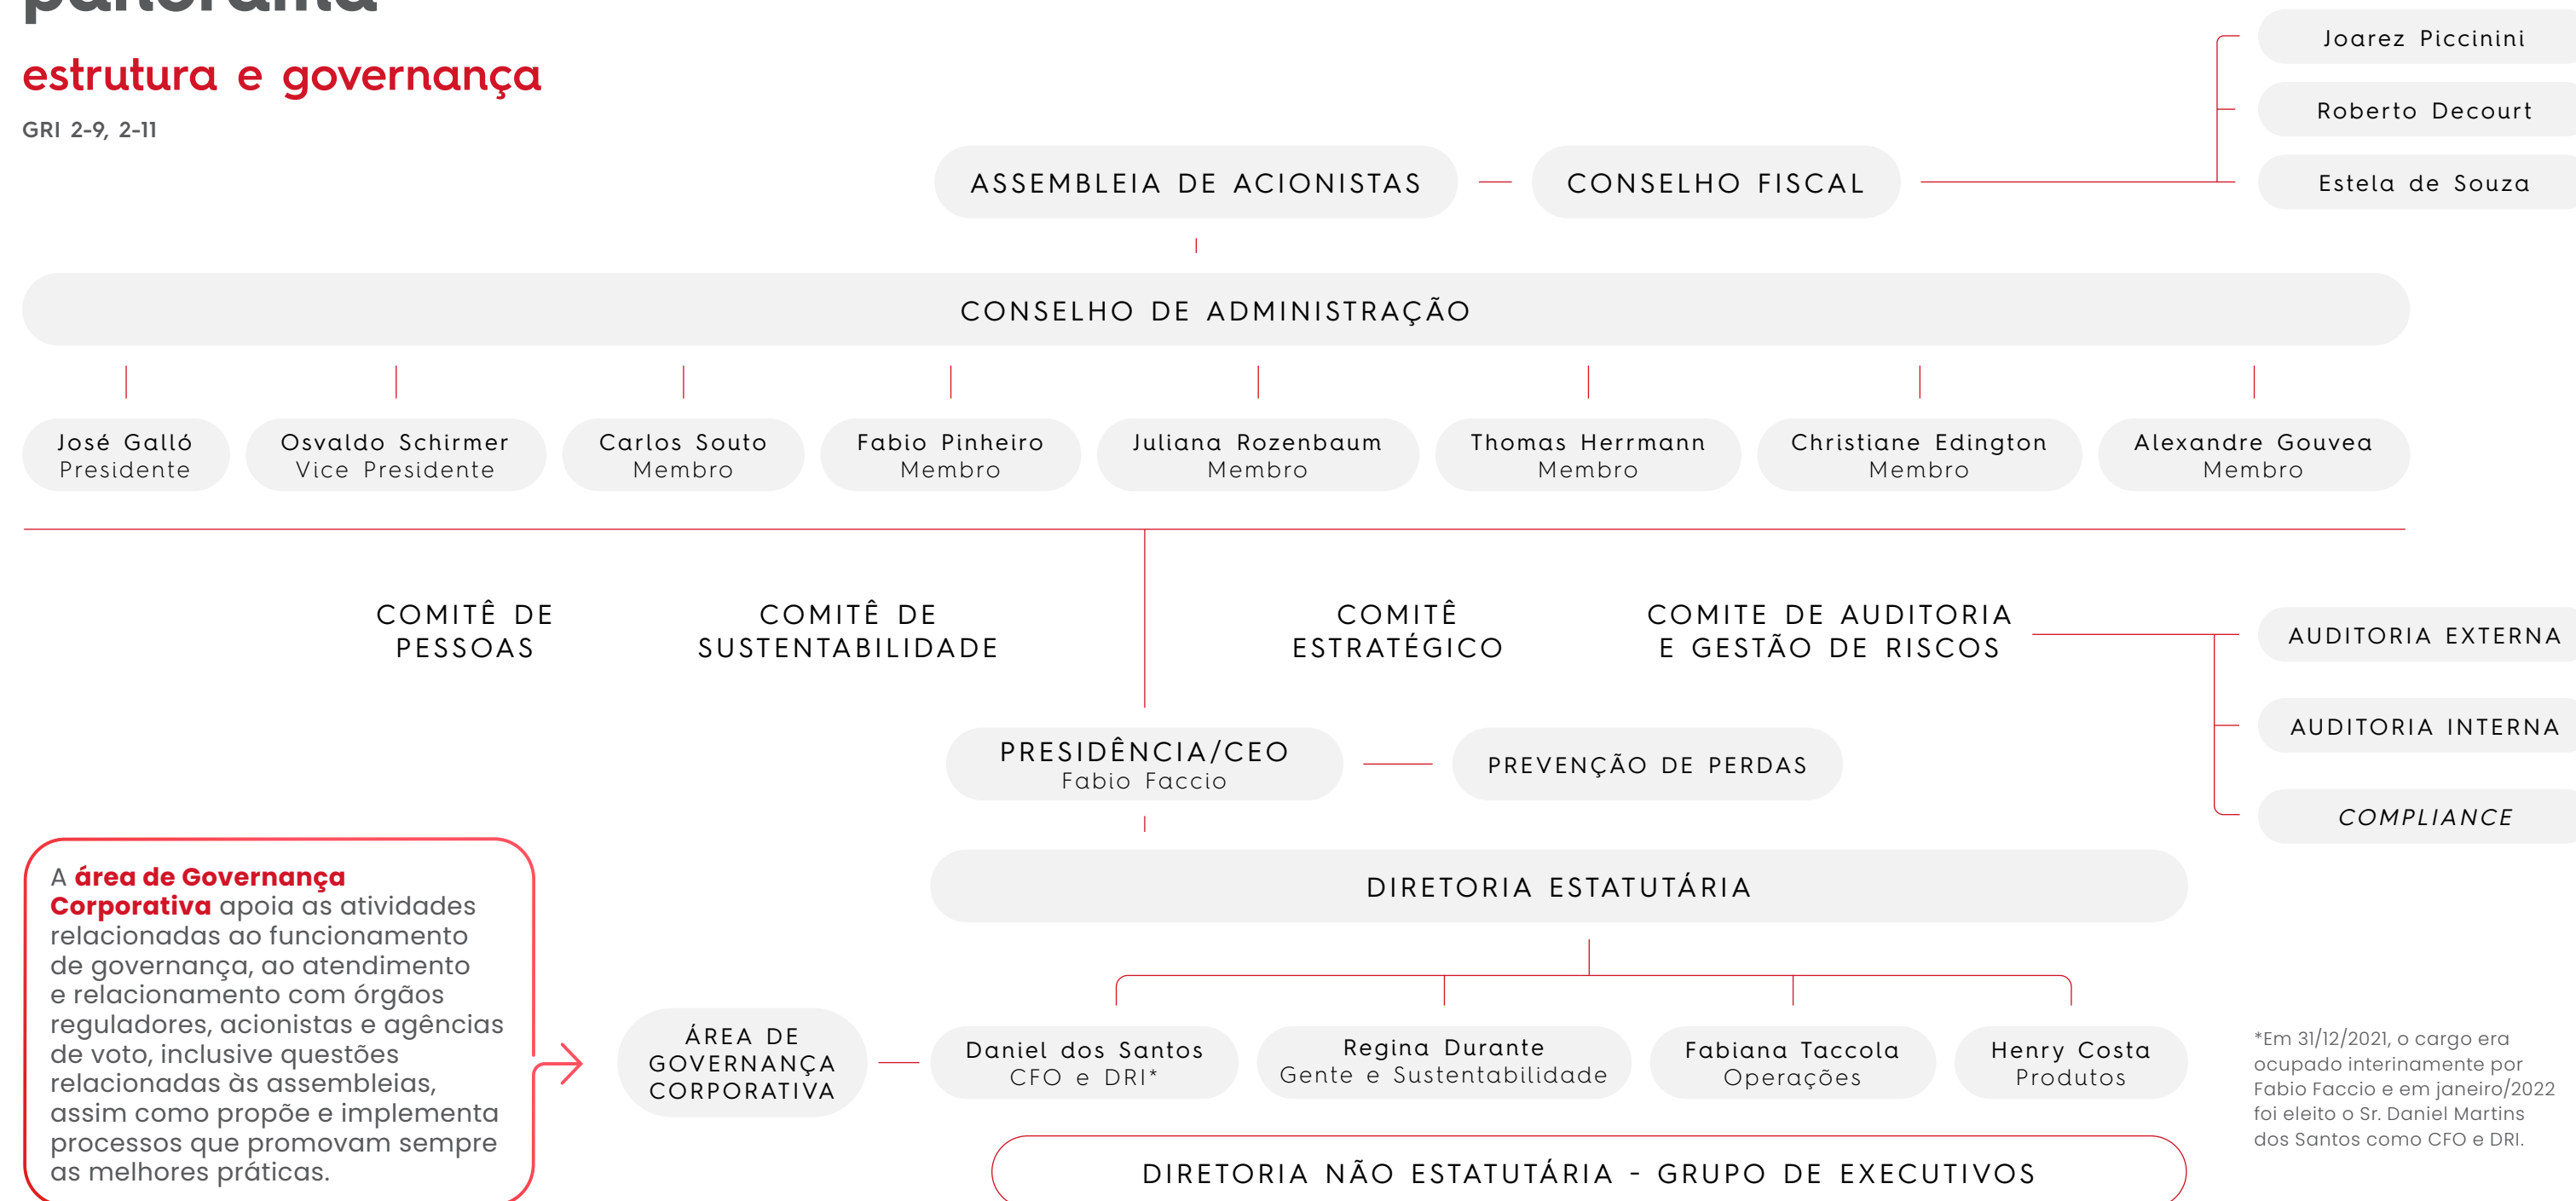 panorama
estrutura e governança
GRI 2-9, 2-11
Joarez Piccinini
Roberto Decourt
Estela de Souza
ASSEMBLEIA DE ACIONISTAS
CONSELHO FISCAL
CONSELHO DE ADMINISTRAÇÃO
José Galló
Presidente
Osvaldo Schirmer
Vice Presidente
Carlos Souto
Membro
Fabio Pinheiro
Membro
Juliana Rozenbaum
Membro
Thomas Herrmann
Membro
Christiane Edington
Membro
Alexandre Gouvea
Membro
COMITÊ DE
PESSOAS
COMITÊ DE
SUSTENTABILIDADE
COMITÊ
ESTRATÉGICO
COMITE DE AUDITORIA
E GESTÃO DE RISCOS
AUDITORIA EXTERNA
AUDITORIA INTERNA
COMPLIANCE
PRESIDÊNCIA/CEO
Fabio Faccio
PREVENÇÃO DE PERDAS
DIRETORIA ESTATUTÁRIA
A área de Governança
Corporativa apoia as atividades
relacionadas ao funcionamento
de governança, ao atendimento
e relacionamento com órgãos
reguladores, acionistas e agências
de voto, inclusive questões
relacionadas às assembleias,
assim como propõe e implementa
processos que promovam sempre
as melhores práticas.
ÁREA DE
GOVERNANÇA
CORPORATIVA
Daniel dos Santos
CFO e DRI*
Regina Durante
Gente e Sustentabilidade
Fabiana Taccola
Operações
Henry Costa
Produtos
*Em 31/12/2021, o cargo era
ocupado interinamente por
Fabio Faccio e em janeiro/2022
foi eleito o Sr. Daniel Martins
dos Santos como CFO e DRI.
DIRETORIA NÃO ESTATUTÁRIA - GRUPO DE EXECUTIVOS